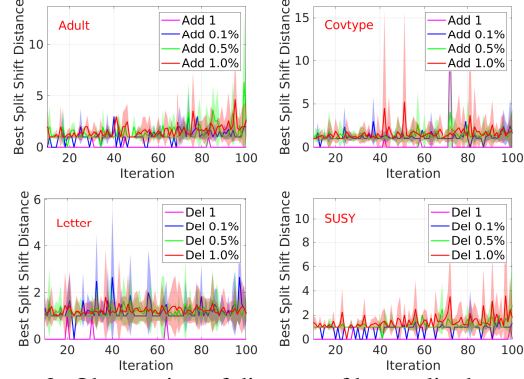 Adult
Add 1
Add 0.1%
Add 0.5%
Add 1.0%
Best Split Shift Distance
0
5
10
20
40
60
80
100
Iteration
Covtype
Add 1
Add 0.1%
Add 0.5%
Add 1.0%
Best Split Shift Distance
0
5
10
15
20
40
60
80
100
Iteration
Letter
Del 1
Del 0.1%
Del 0.5%
Del 1.0%
Best Split Shift Distance
0
2
4
6
20
40
60
80
100
Iteration
SUSY
Del 1
Del 0.1%
Del 0.5%
Del 1.0%
Best Split Shift Distance
0
2
4
6
8
10
20
40
60
80
100
Iteration